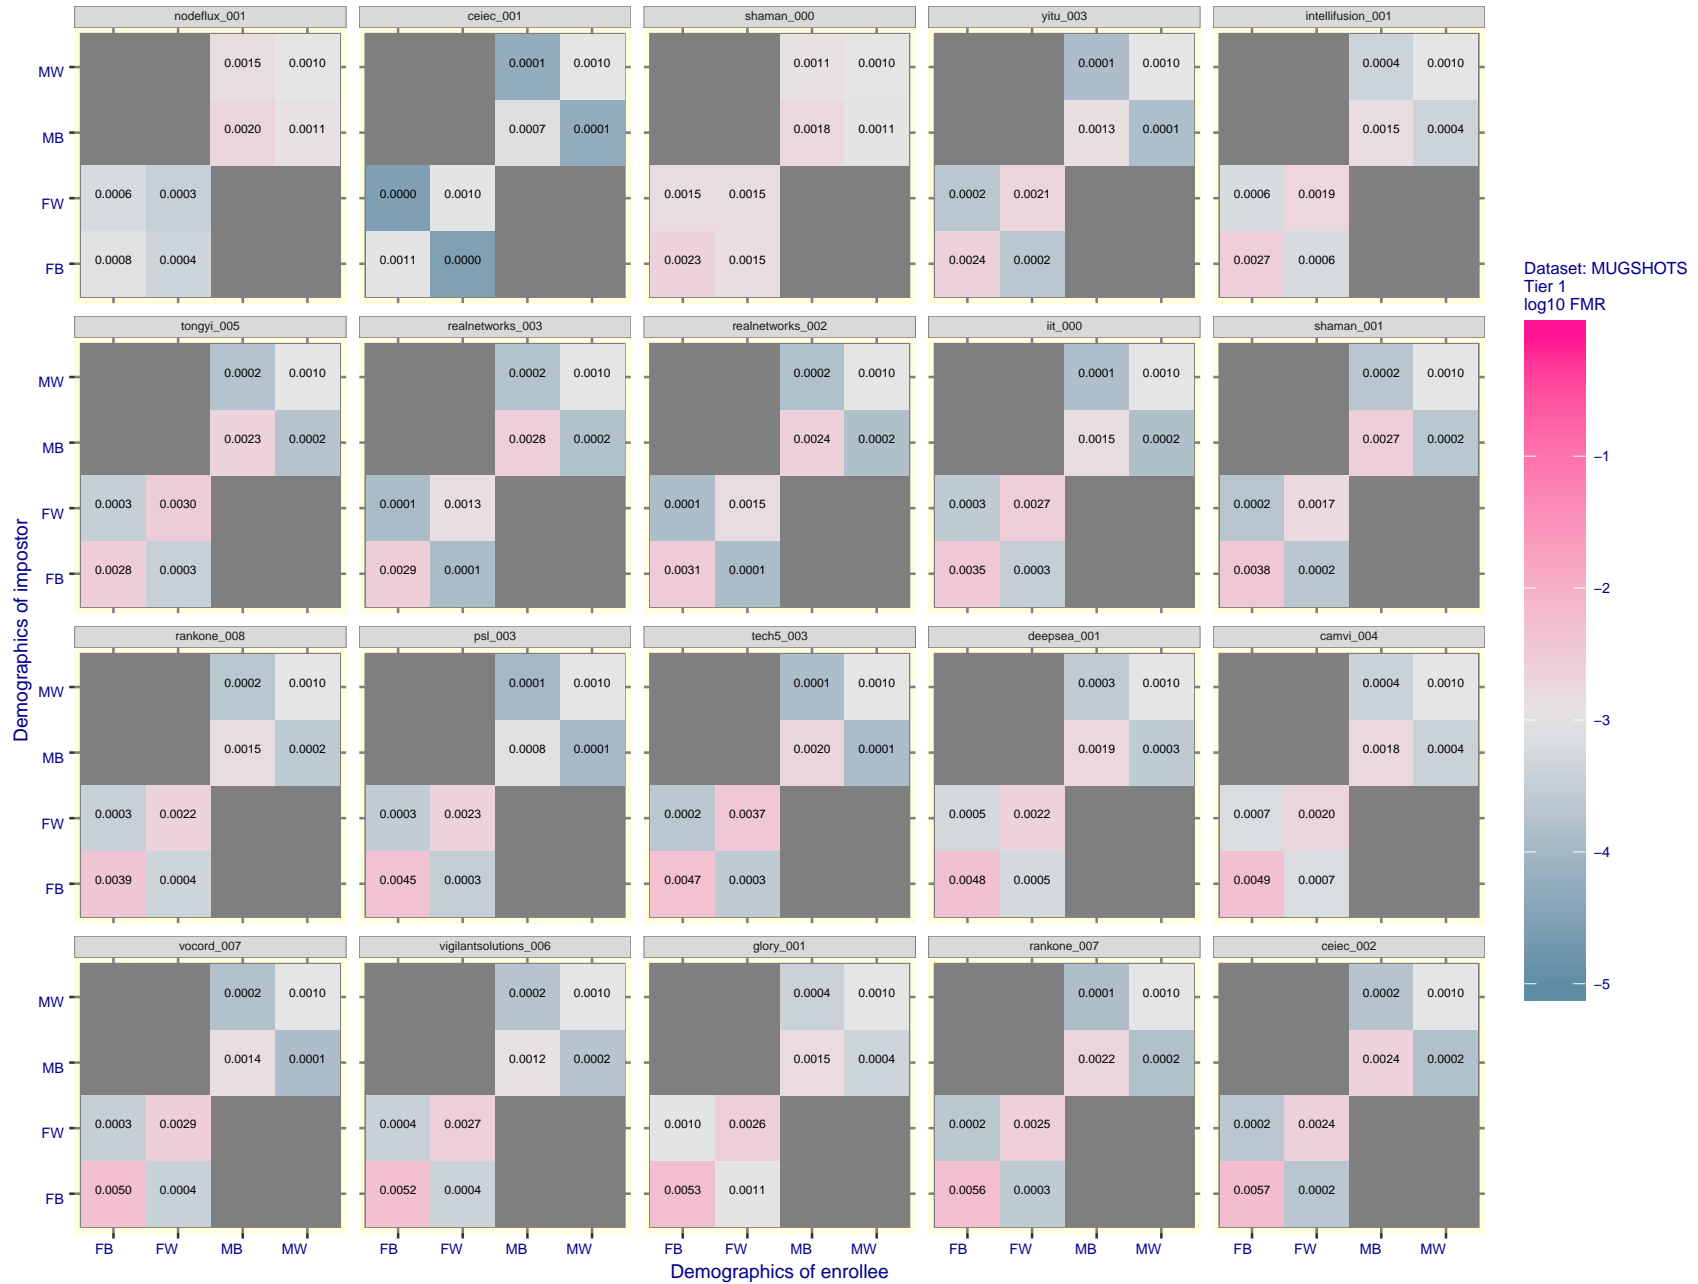 nodeflux_001 ceiec_001 shaman_000 yitu_003 intellifusion_001
MW 0.0015 0.0010 0.0001 0.0010 0.0011 0.0010 0.0001 0.0010 0.0004 0.0010
MB 0.0020 0.0011 0.0007 0.0001 0.0018 0.0011 0.0013 0.0001 0.0015 0.0004
FW 0.0006 0.0003 0.0000 0.0010 0.0015 0.0015 0.0002 0.0021 0.0006 0.0019
FB 0.0008 0.0004 0.0011 0.0000 0.0023 0.0015 0.0024 0.0002 0.0027 0.0006
tongyi_005 realnetworks_003 realnetworks_002 iit_000 shaman_001
MW 0.0002 0.0010 0.0002 0.0010 0.0002 0.0010 0.0001 0.0010 0.0002 0.0010
MB 0.0023 0.0002 0.0028 0.0002 0.0024 0.0002 0.0015 0.0002 0.0027 0.0002
FW 0.0003 0.0030 0.0001 0.0013 0.0001 0.0015 0.0003 0.0027 0.0002 0.0017
FB 0.0028 0.0003 0.0029 0.0001 0.0031 0.0001 0.0035 0.0003 0.0038 0.0002
rankone_008 psl_003 tech5_003 deepsea_001 camvi_004
MW 0.0002 0.0010 0.0001 0.0010 0.0001 0.0010 0.0003 0.0010 0.0004 0.0010
MB 0.0015 0.0002 0.0008 0.0001 0.0020 0.0001 0.0019 0.0003 0.0018 0.0004
FW 0.0003 0.0022 0.0003 0.0023 0.0002 0.0037 0.0005 0.0022 0.0007 0.0020
FB 0.0039 0.0004 0.0045 0.0003 0.0047 0.0003 0.0048 0.0005 0.0049 0.0007
vocord_007 vigilantsolutions_006 glory_001 rankone_007 ceiec_002
MW 0.0002 0.0010 0.0002 0.0010 0.0004 0.0010 0.0001 0.0010 0.0002 0.0010
MB 0.0014 0.0001 0.0012 0.0002 0.0015 0.0004 0.0022 0.0002 0.0024 0.0002
FW 0.0003 0.0029 0.0004 0.0027 0.0010 0.0026 0.0002 0.0025 0.0002 0.0024
FB 0.0050 0.0004 0.0052 0.0004 0.0053 0.0011 0.0056 0.0003 0.0057 0.0002
FB FW MB MW FB FW MB MW FB FW MB MW FB FW MB MW FB FW MB MW
Demographics of enrollee
Demographics of impostor
Dataset: MUGSHOTS
Tier 1
log10 FMR
−1
−2
−3
−4
−5